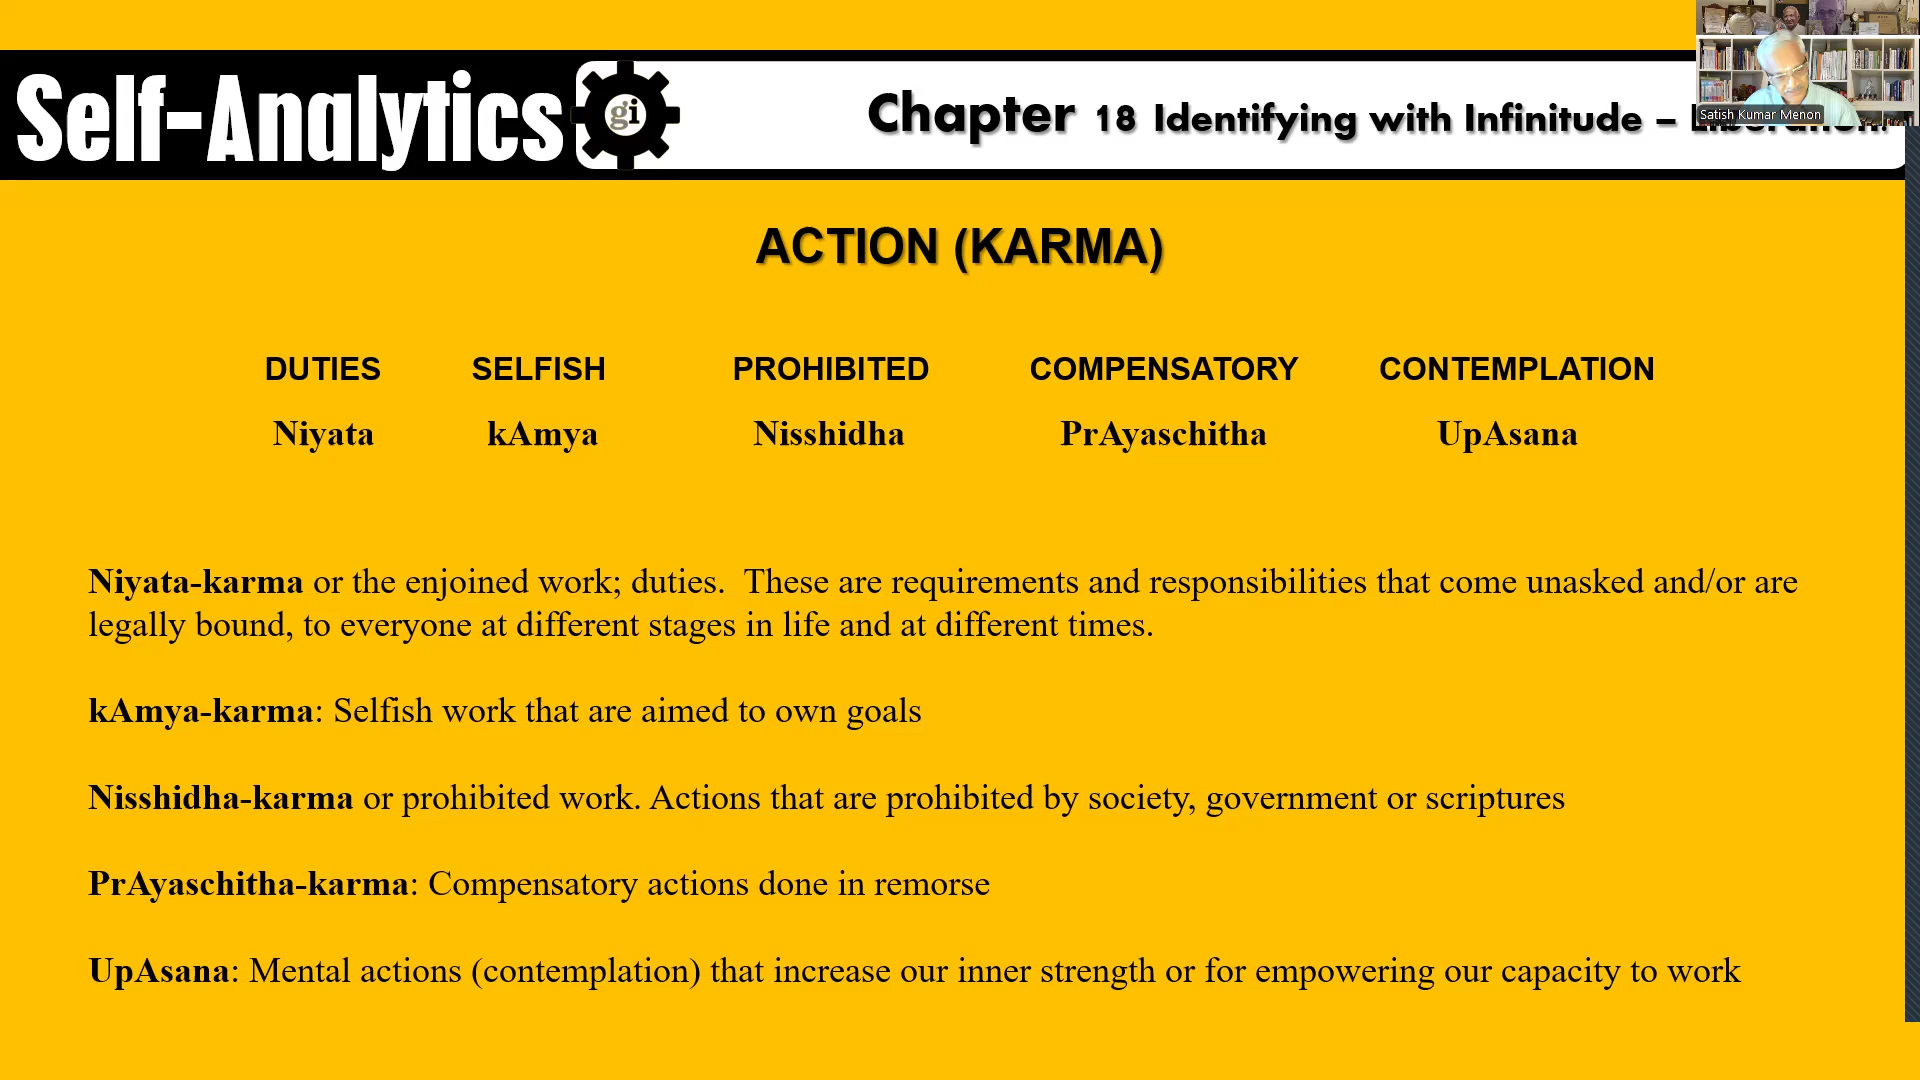 Self-Analytics
gi
Chapter 18 Identifying with Infinitude –
Satish Kumar Menon
ACTION (KARMA)
DUTIES SELFISH PROHIBITED COMPENSATORY CONTEMPLATION
Niyata kAmya Nisshidha PrAyaschitha UpAsana
Niyata-karma or the enjoined work; duties. These are requirements and responsibilities that come unasked and/or are
legally bound, to everyone at different stages in life and at different times.
kAmya-karma: Selfish work that are aimed to own goals
Nisshidha-karma or prohibited work. Actions that are prohibited by society, government or scriptures
PrAyaschitha-karma: Compensatory actions done in remorse
UpAsana: Mental actions (contemplation) that increase our inner strength or for empowering our capacity to work